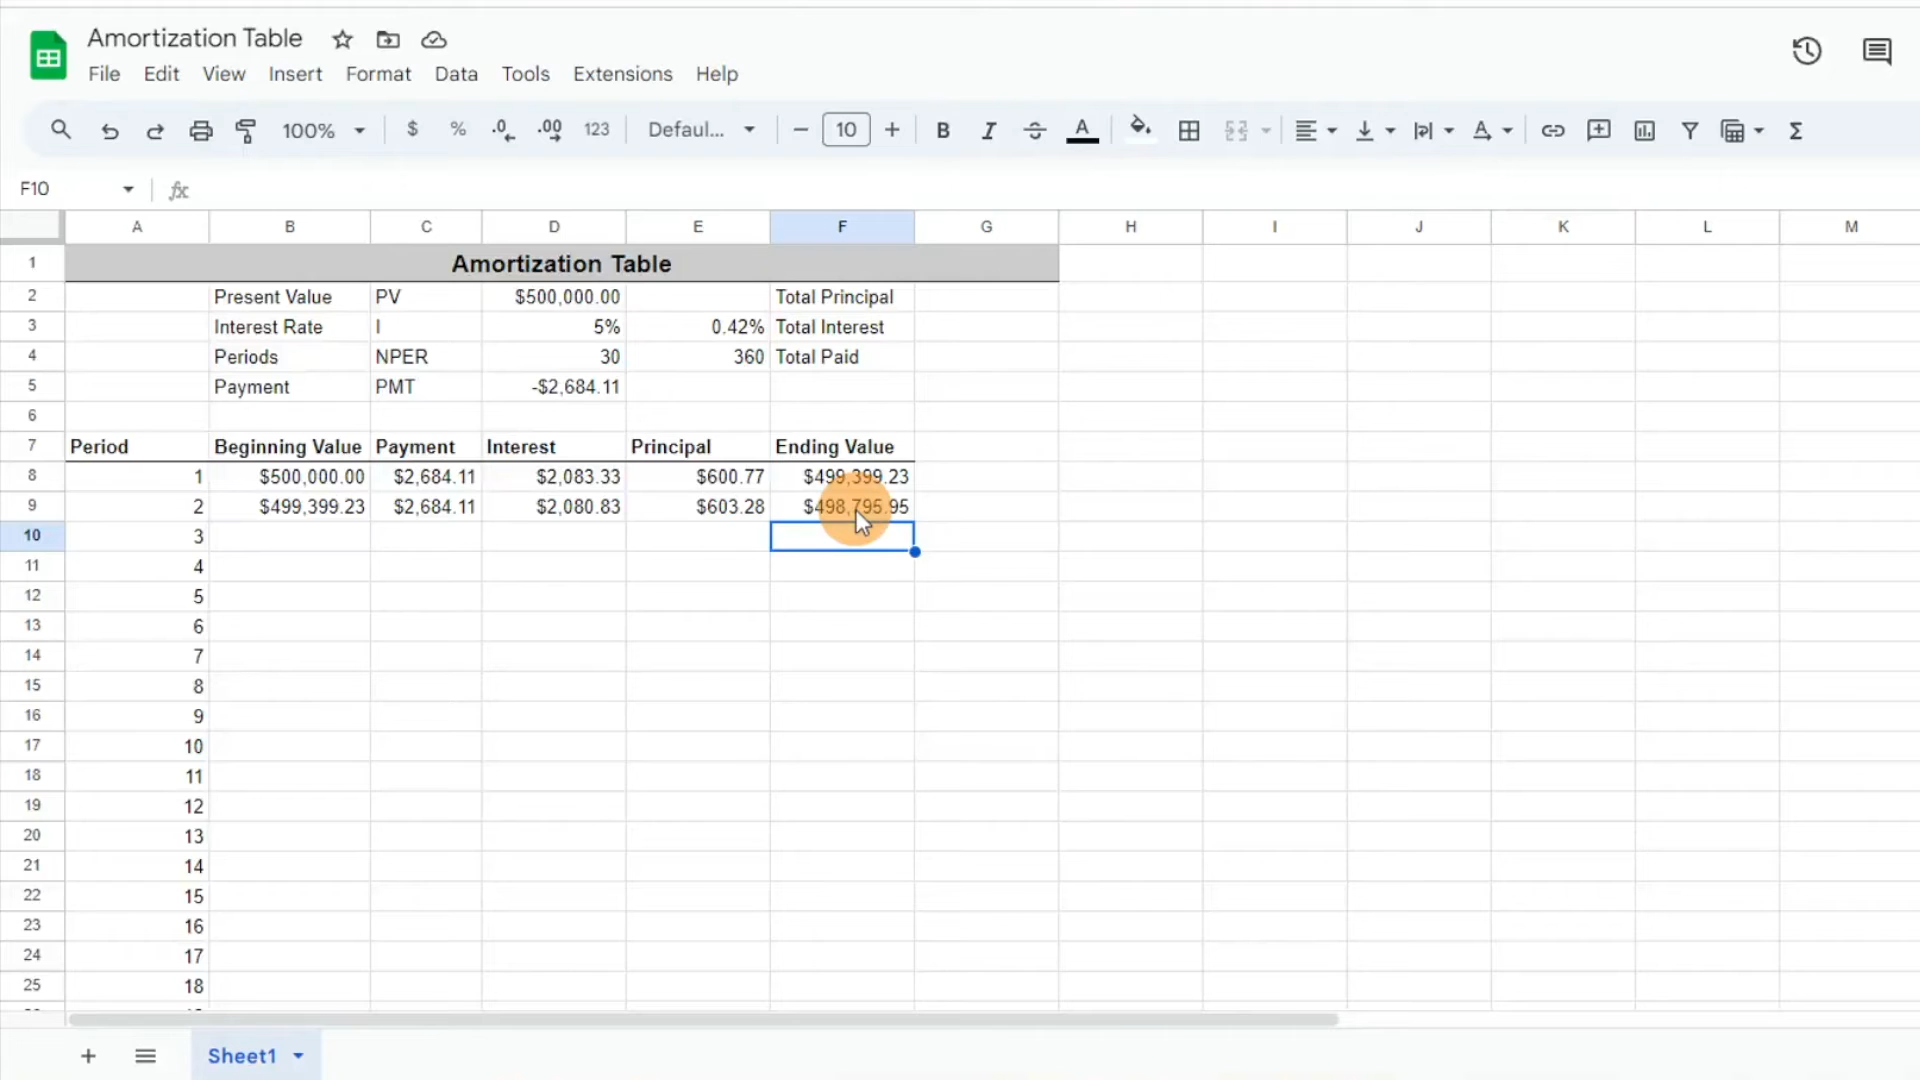 Amortization Table
File Edit View Insert Format Data Tools Extensions Help
100% $ % .0 .00 123 Defaul... 10 B I A A Σ
F10 fx
A B C D E F G H I J K L M
1 Amortization Table
2 Present Value PV $500,000.00 Total Principal
3 Interest Rate I 5% 0.42% Total Interest
4 Periods NPER 30 360 Total Paid
5 Payment PMT -$2,684.11
6
7 Period Beginning Value Payment Interest Principal Ending Value
8 1 $500,000.00 $2,684.11 $2,083.33 $600.77 $499,399.23
9 2 $499,399.23 $2,684.11 $2,080.83 $603.28 $498,795.95
10 3
11 4
12 5
13 6
14 7
15 8
16 9
17 10
18 11
19 12
20 13
21 14
22 15
23 16
24 17
25 18
Sheet1